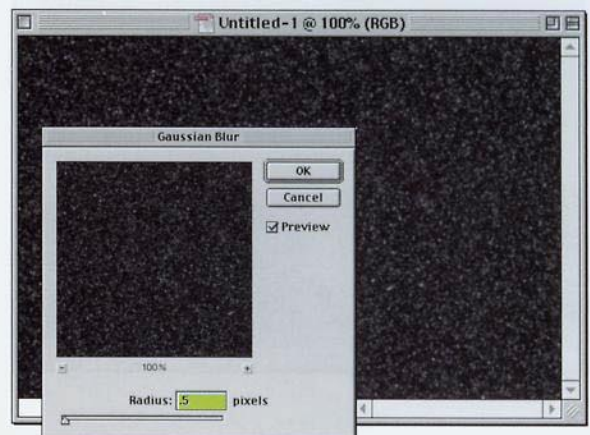 Untitled-1 @ 100% (RGB)
Gaussian Blur
OK
Cancel
Preview
100%
Radius: .5 pixels